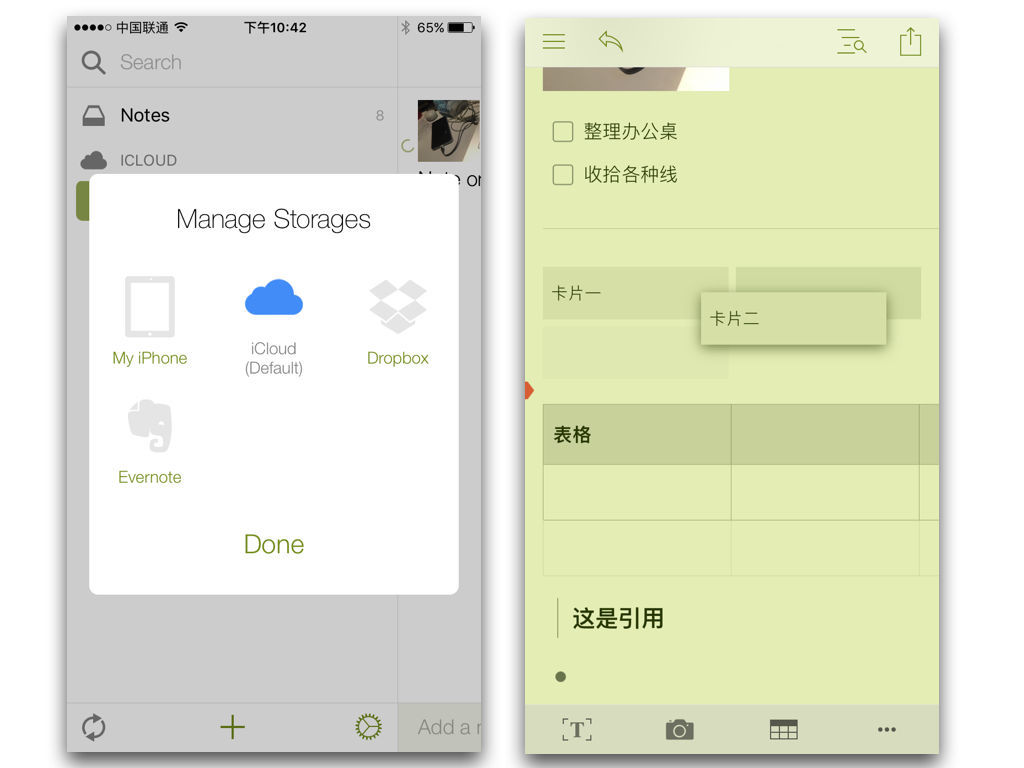 中国联通 下午10:42 65%
Search
Notes 8
ICLOUD
Manage Storages
My iPhone
iCloud
(Default)
Dropbox
Evernote
Done
Add a
整理办公桌
收拾各种线
卡片一
卡片二
表格
这是引用
T